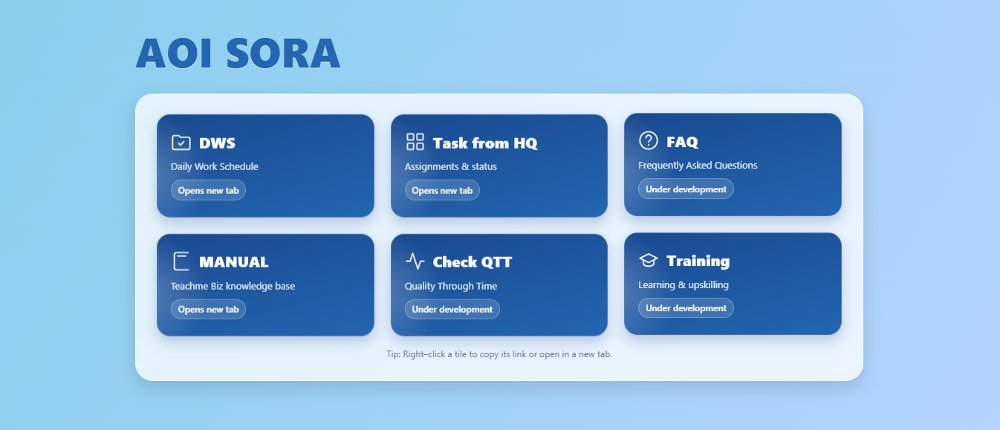 AOI SORA
DWS
Daily Work Schedule
Opens new tab
Task from HQ
Assignments & status
Opens new tab
FAQ
Frequently Asked Questions
Under development
MANUAL
Teachme Biz knowledge base
Opens new tab
Check QTT
Quality Through Time
Under development
Training
Learning & upskilling
Under development
Tip: Right–click a tile to copy its link or open in a new tab.